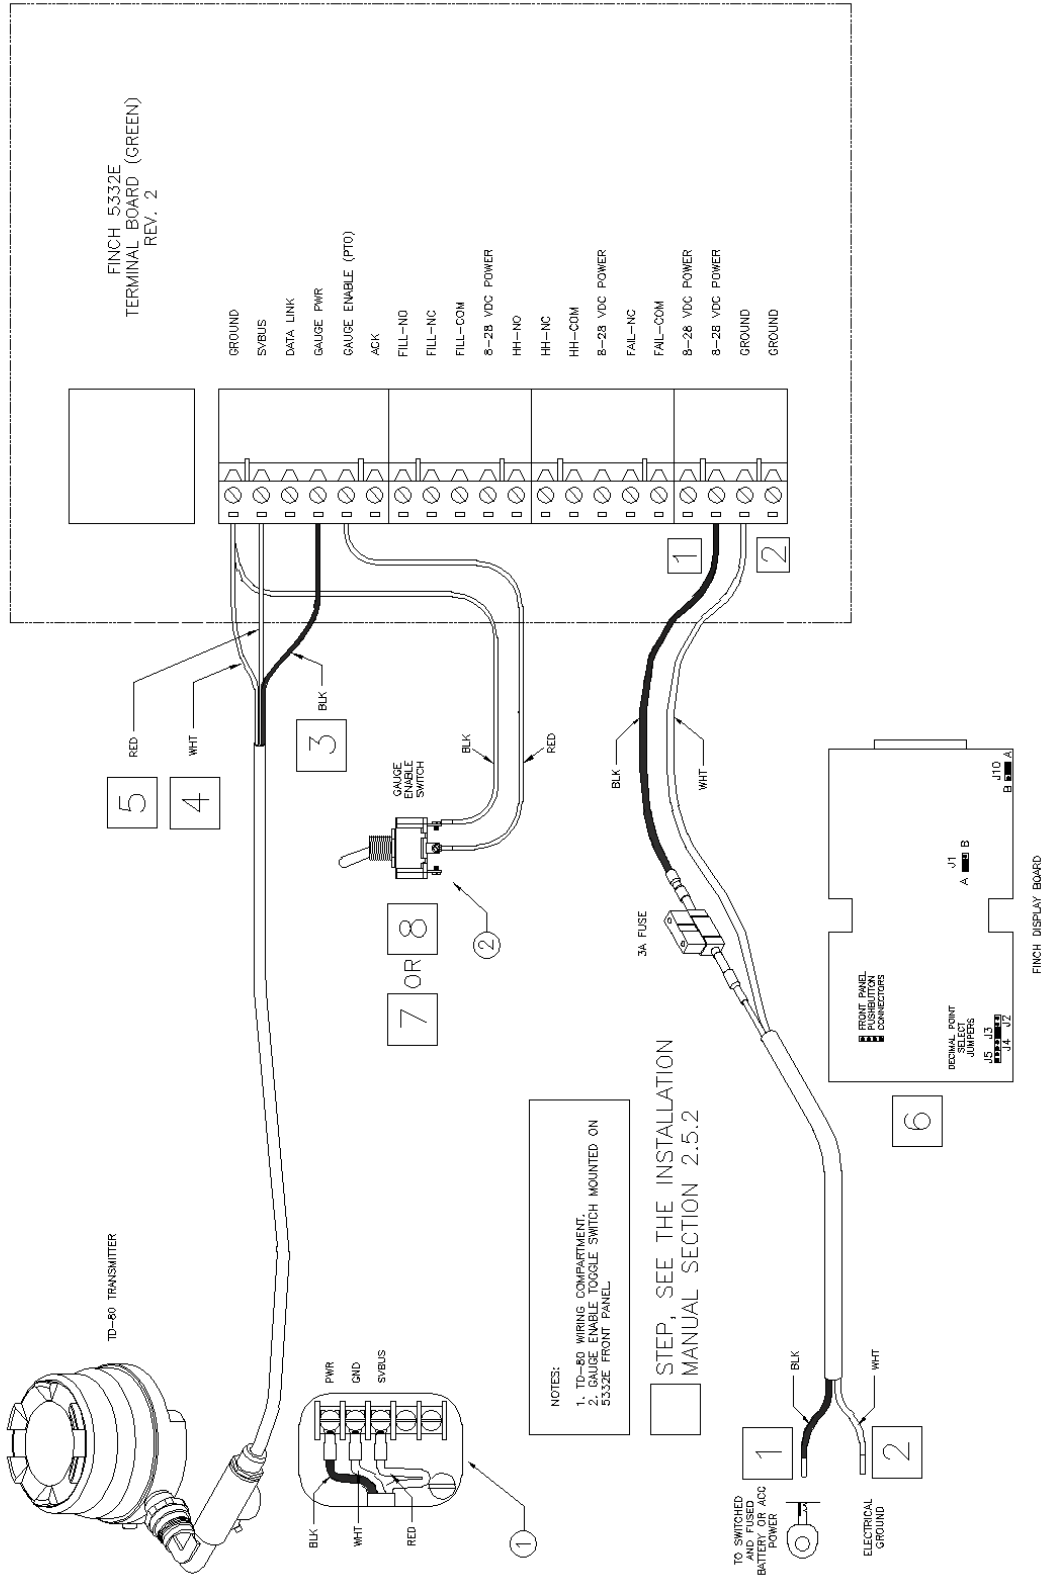 FINCH 5332E
TERMINAL BOARD (GREEN)
REV. 2
GROUND
SVBUS
DATA LINK
GAUGE PWR
GAUGE ENABLE (PTO)
ACK
FILL-NO
FILL-NC
FILL-COM
8-28 VDC POWER
HH-NO
HH-NC
HH-COM
8-28 VDC POWER
FAIL-NC
FAIL-COM
8-28 VDC POWER
8-28 VDC POWER
GROUND
GROUND
1
2
RED
5
WHT
4
BLK
3
GAUGE
ENABLE
SWITCH
BLK
RED
7 OR 8
2
BLK
WHT
3A FUSE
TD-80 TRANSMITTER
PWR
GND
SVBUS
BLK
WHT
RED
1
NOTES:
1. TD-80 WIRING COMPARTMENT.
2. GAUGE ENABLE TOGGLE SWITCH MOUNTED ON
5332E FRONT PANEL.
STEP, SEE THE INSTALLATION
MANUAL SECTION 2.5.2
BLK
WHT
1
2
TO SWITCHED
AND FUSED
BATTERY OR ACC
POWER
ELECTRICAL
GROUND
6
FRONT PANEL
PUSHBUTTON
CONNECTORS
DECIMAL POINT
SELECT
JUMPERS
J5 J3
J4 J2
J1
A B
J10
B A
FINCH DISPLAY BOARD